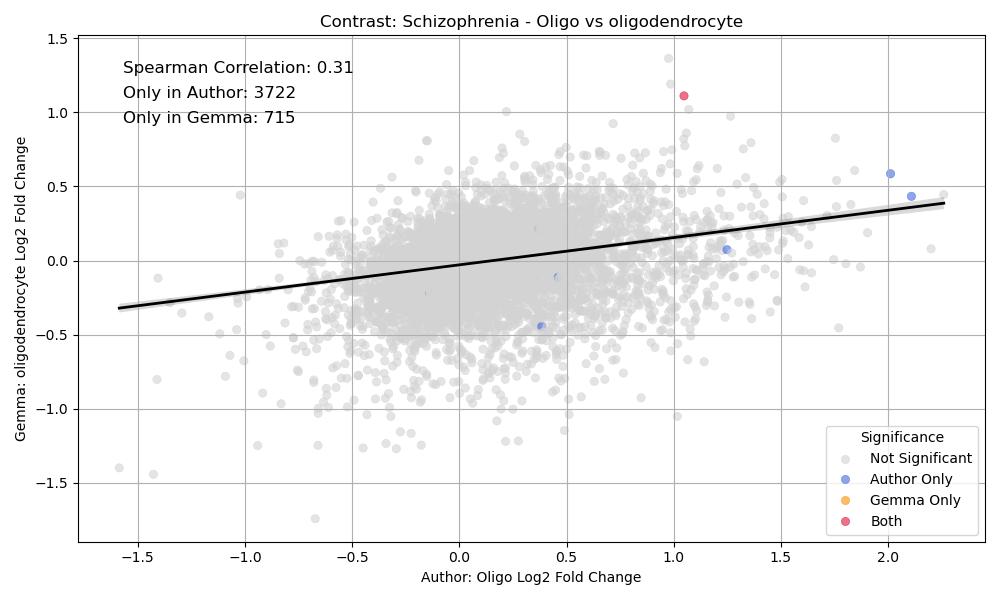 Contrast: Schizophrenia - Oligo vs oligodendrocyte
Spearman Correlation: 0.31
Only in Author: 3722
Only in Gemma: 715
Gemma: oligodendrocyte Log2 Fold Change
1.5
1.0
0.5
0.0
−0.5
−1.0
−1.5
Significance
Not Significant
Author Only
Gemma Only
Both
−1.5 −1.0 −0.5 0.0 0.5 1.0 1.5 2.0
Author: Oligo Log2 Fold Change